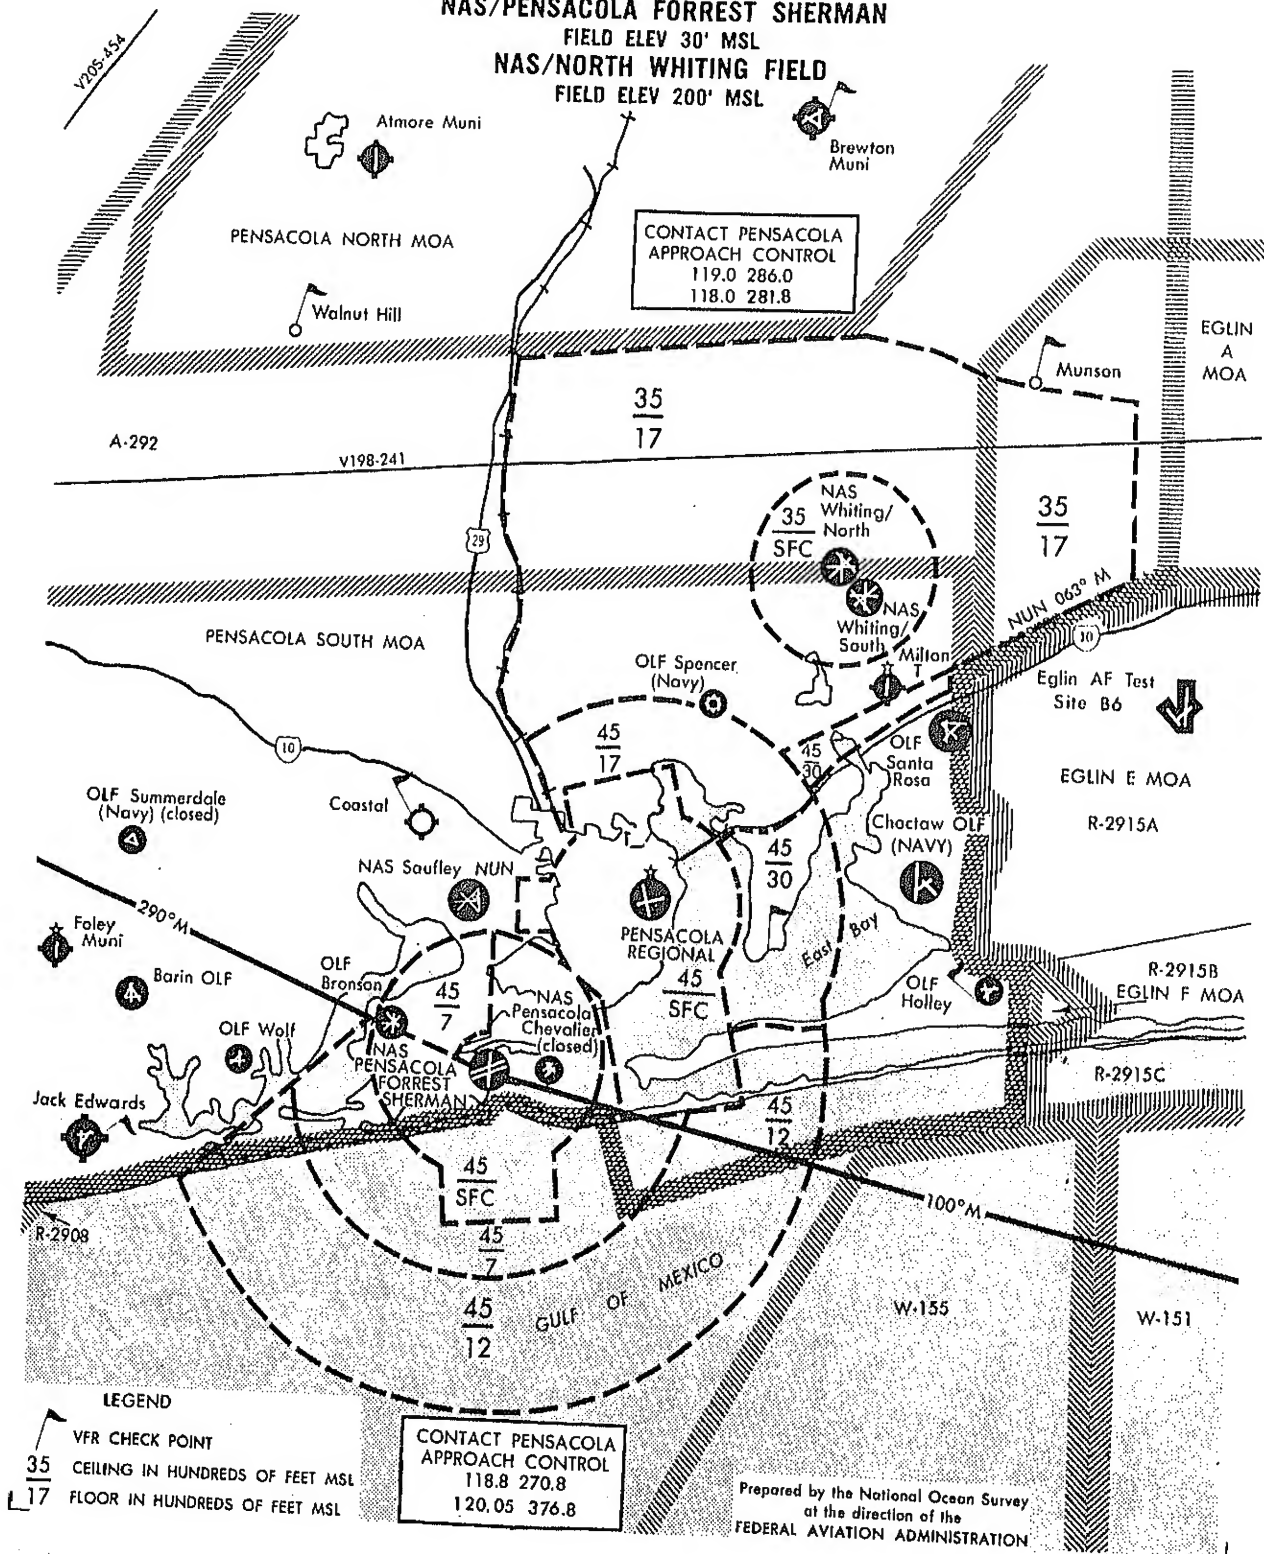 NAS/PENSACOLA FORREST SHERMAN
FIELD ELEV 30' MSL
NAS/NORTH WHITING FIELD
FIELD ELEV 200' MSL
V205-454
Atmore Muni
Brewton
Muni
PENSACOLA NORTH MOA
CONTACT PENSACOLA
APPROACH CONTROL
119.0 286.0
118.0 281.8
Walnut Hill
Munson
EGLIN
A
MOA
35
17
A-292
V198-241
29
NAS
Whiting/
North
35
SFC
35
17
NAS
Whiting/
South
NUN 063° M
10
PENSACOLA SOUTH MOA
OLF Spencer
(Navy)
Milton
T
Eglin AF Test
Site B6
10
45
17
45
30
OLF
Santa
Rosa
EGLIN E MOA
R-2915A
OLF Summerdale
(Navy) (closed)
Coastal
Choctaw OLF
(NAVY)
45
30
NAS Saufley NUN
290°M
Foley
Muni
PENSACOLA
REGIONAL
45
SFC
East Bay
Barin OLF
OLF
Bronson
45
7
NAS
Pensacola
Chevalier
(closed)
OLF
Holley
R-2915B
EGLIN F MOA
OLF Wolf
NAS
PENSACOLA
FORREST
SHERMAN
R-2915C
Jack Edwards
45
12
45
SFC
100°M
R-2908
45
7
GULF OF MEXICO
45
12
W-155
W-151
LEGEND
VFR CHECK POINT
35 CEILING IN HUNDREDS OF FEET MSL
17 FLOOR IN HUNDREDS OF FEET MSL
CONTACT PENSACOLA
APPROACH CONTROL
118.8 270.8
120.05 376.8
Prepared by the National Ocean Survey
at the direction of the
FEDERAL AVIATION ADMINISTRATION